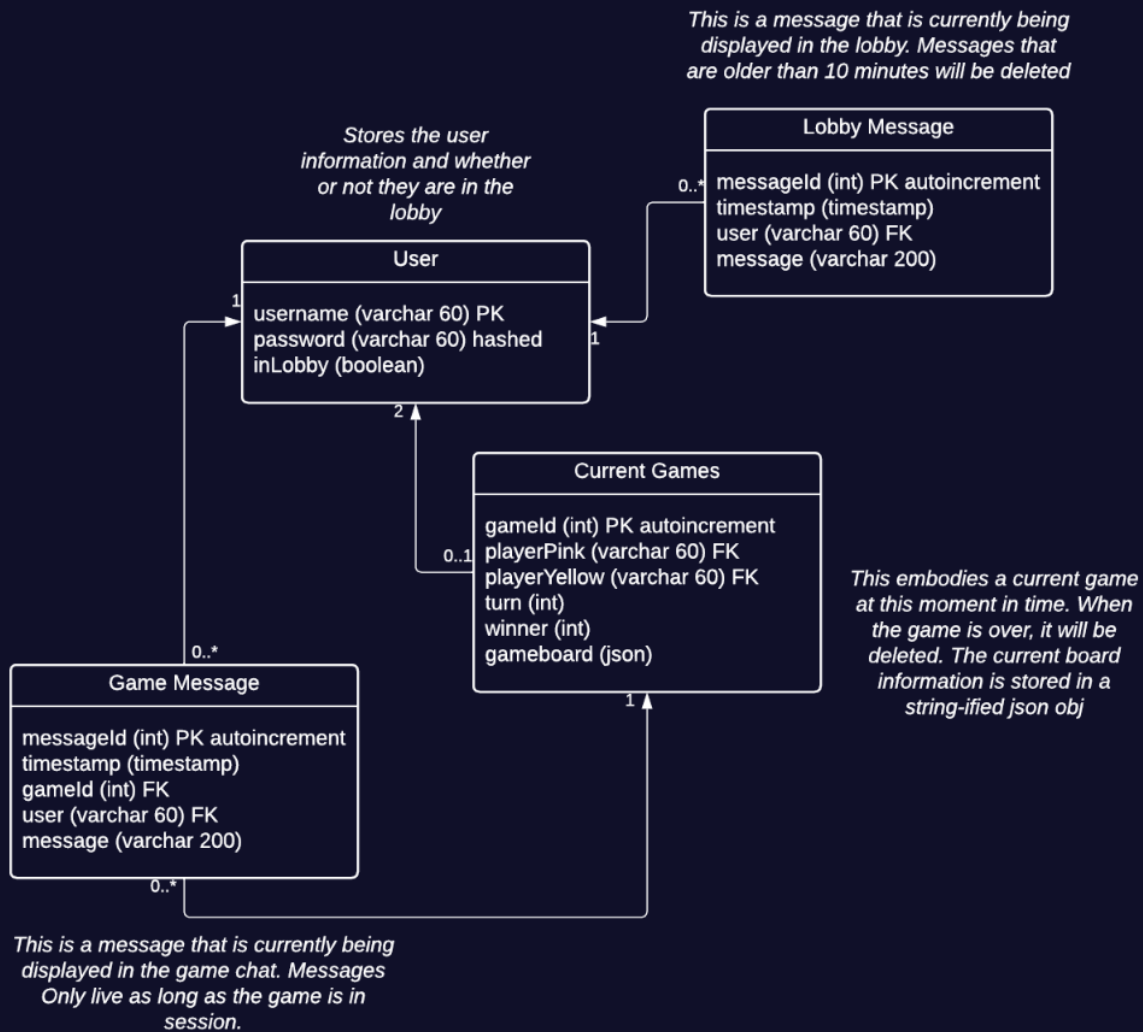 This is a message that is currently being
displayed in the lobby. Messages that
are older than 10 minutes will be deleted
Lobby Message
0..*
messageId (int) PK autoincrement
timestamp (timestamp)
user (varchar 60) FK
message (varchar 200)
Stores the user
information and whether
or not they are in the
lobby
User
1
username (varchar 60) PK
password (varchar 60) hashed
inLobby (boolean)
1
2
Current Games
gameId (int) PK autoincrement
playerPink (varchar 60) FK
playerYellow (varchar 60) FK
turn (int)
winner (int)
gameboard (json)
0..1
1
This embodies a current game
at this moment in time. When
the game is over, it will be
deleted. The current board
information is stored in a
string-ified json obj
0..*
Game Message
messageId (int) PK autoincrement
timestamp (timestamp)
gameId (int) FK
user (varchar 60) FK
message (varchar 200)
0..*
This is a message that is currently being
displayed in the game chat. Messages
Only live as long as the game is in
session.